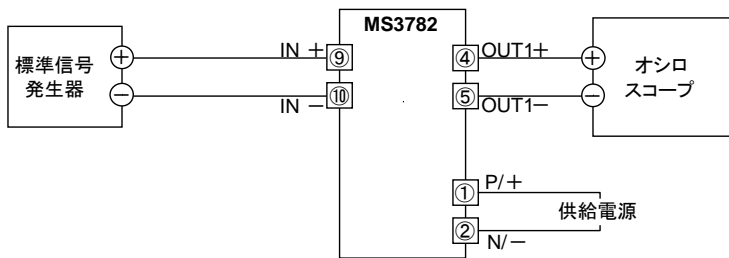 MS3782
標準信号
発生器
+
−
IN +
IN −
⑨
⑩
④
⑤
OUT1+
OUT1−
+
−
オシロ
スコープ
①
②
P/+
N/−
供給電源